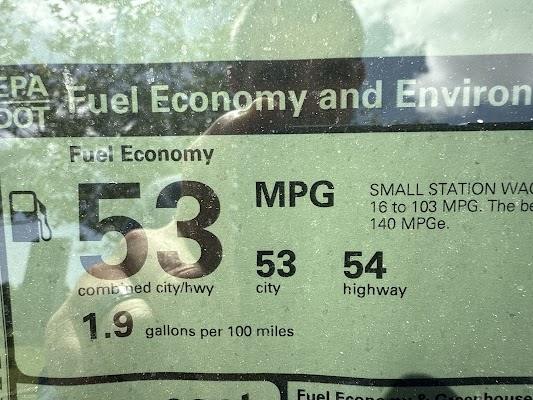 EPA
DOT
Fuel Economy and Environ
Fuel Economy
53
MPG
SMALL STATION WAG
16 to 103 MPG. The be
140 MPGe.
combined city/hwy
53
city
54
highway
1.9 gallons per 100 miles
Fuel Economy & Greenhouse